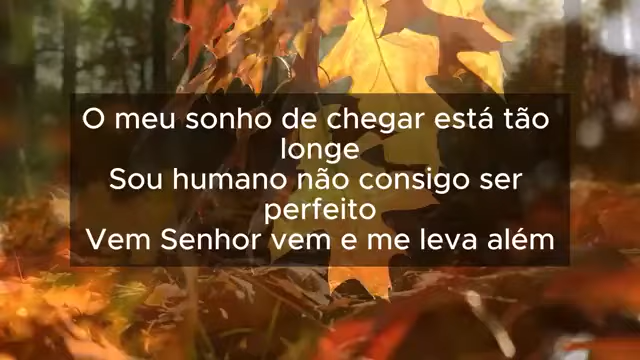 O meu sonho de chegar está tão
longe
Sou humano não consigo ser
perfeito
Vem Senhor vem e me leva além